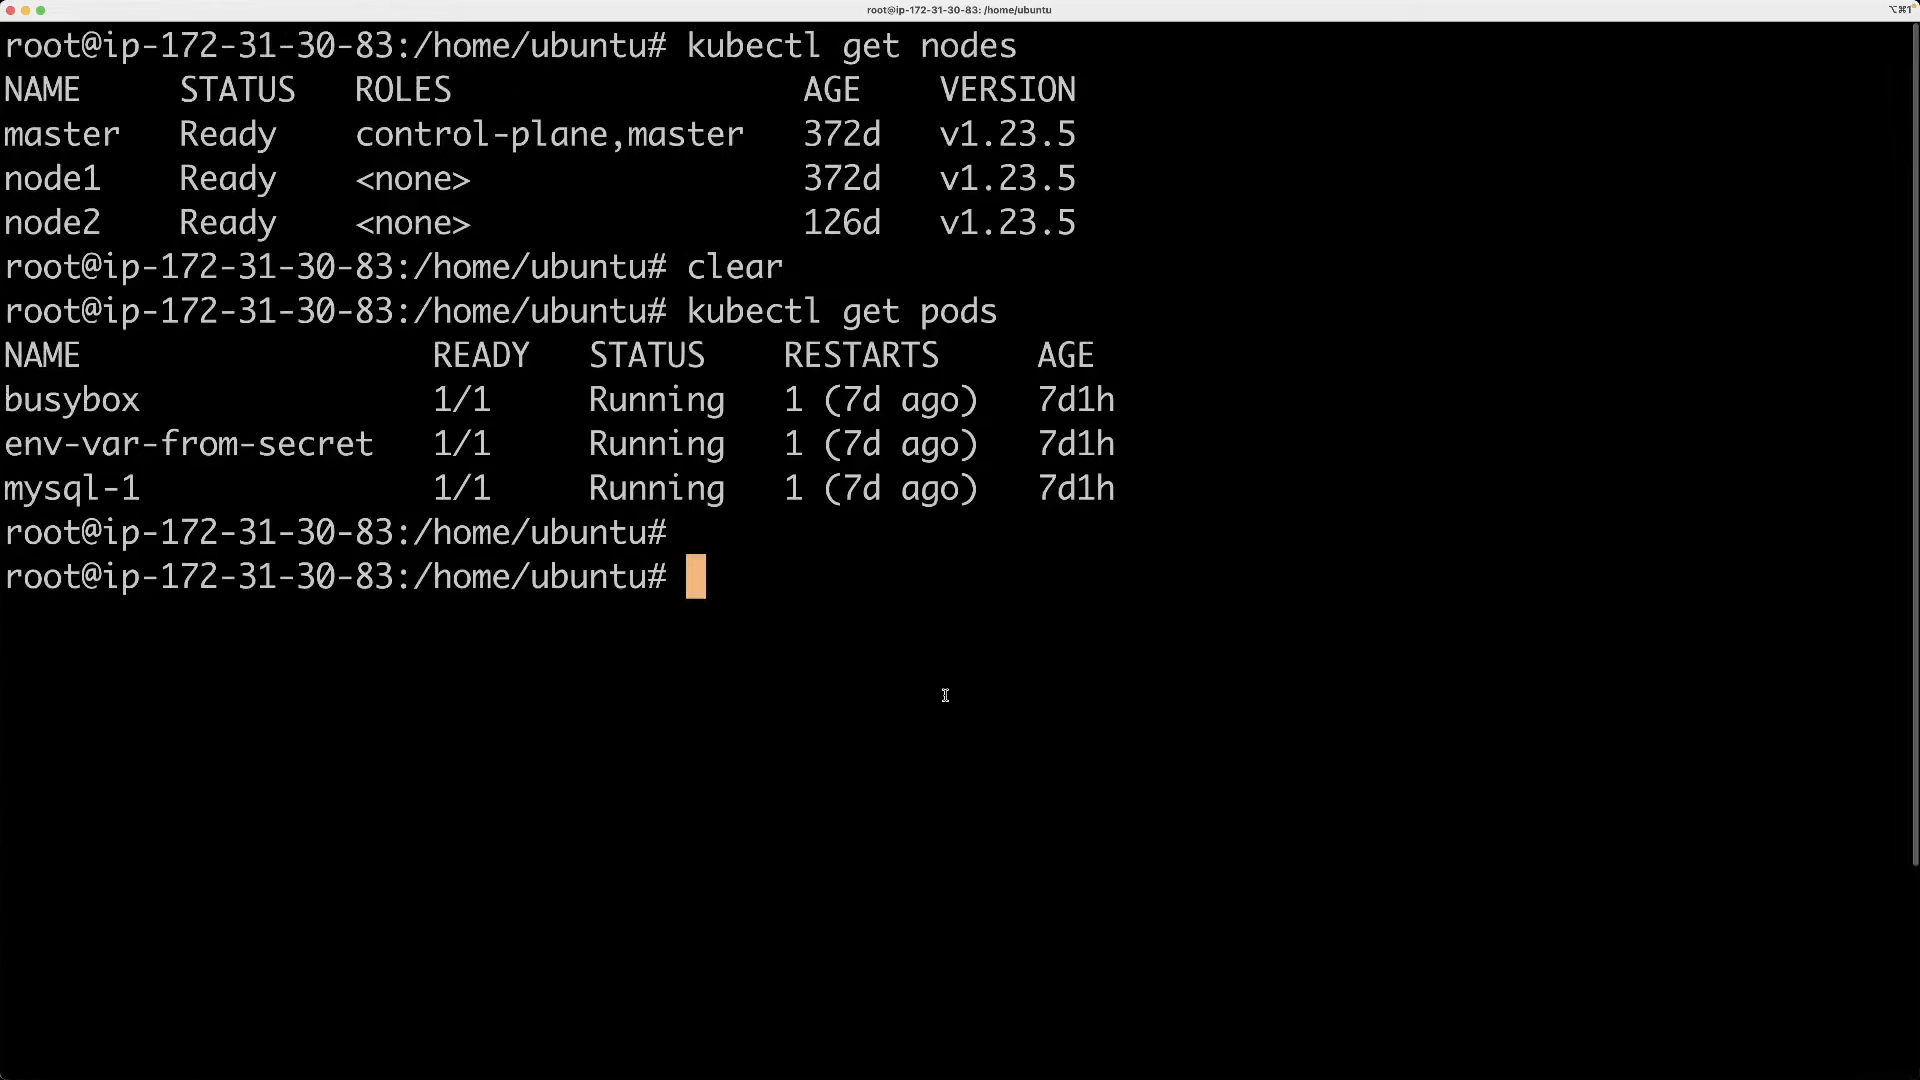 root@ip-172-31-30-83: /home/ubuntu
⌥⌘1
root@ip-172-31-30-83:/home/ubuntu# kubectl get nodes
NAME     STATUS   ROLES                  AGE    VERSION
master   Ready    control-plane,master   372d   v1.23.5
node1    Ready    <none>                 372d   v1.23.5
node2    Ready    <none>                 126d   v1.23.5
root@ip-172-31-30-83:/home/ubuntu# clear
root@ip-172-31-30-83:/home/ubuntu# kubectl get pods
NAME                  READY   STATUS    RESTARTS     AGE
busybox               1/1     Running   1 (7d ago)   7d1h
env-var-from-secret   1/1     Running   1 (7d ago)   7d1h
mysql-1               1/1     Running   1 (7d ago)   7d1h
root@ip-172-31-30-83:/home/ubuntu#
root@ip-172-31-30-83:/home/ubuntu#